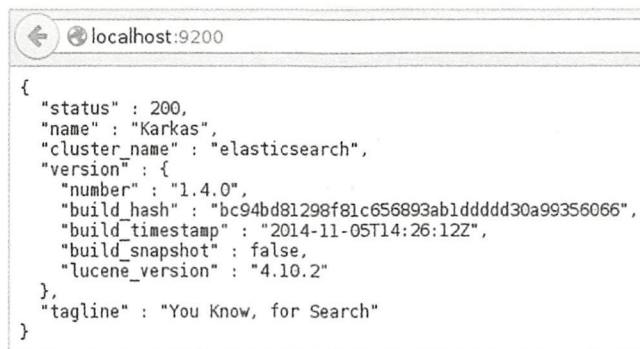 localhost:9200
{
  "status" : 200,
  "name" : "Karkas",
  "cluster_name" : "elasticsearch",
  "version" : {
    "number" : "1.4.0",
    "build_hash" : "bc94bd81298f81c656893ab1ddddd30a99356066",
    "build_timestamp" : "2014-11-05T14:26:12Z",
    "build_snapshot" : false,
    "lucene_version" : "4.10.2"
  },
  "tagline" : "You Know, for Search"
}